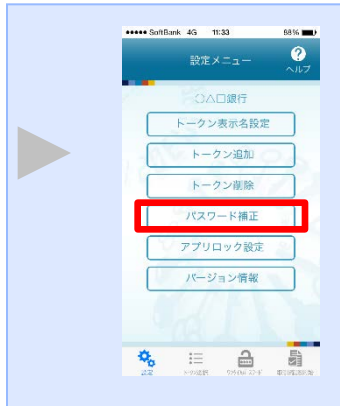 SoftBank 4G 11:33 88%
設定メニュー
?
ヘルプ
○△□銀行
トークン表示名設定
トークン追加
トークン削除
パスワード補正
アプリロック設定
バージョン情報
設定